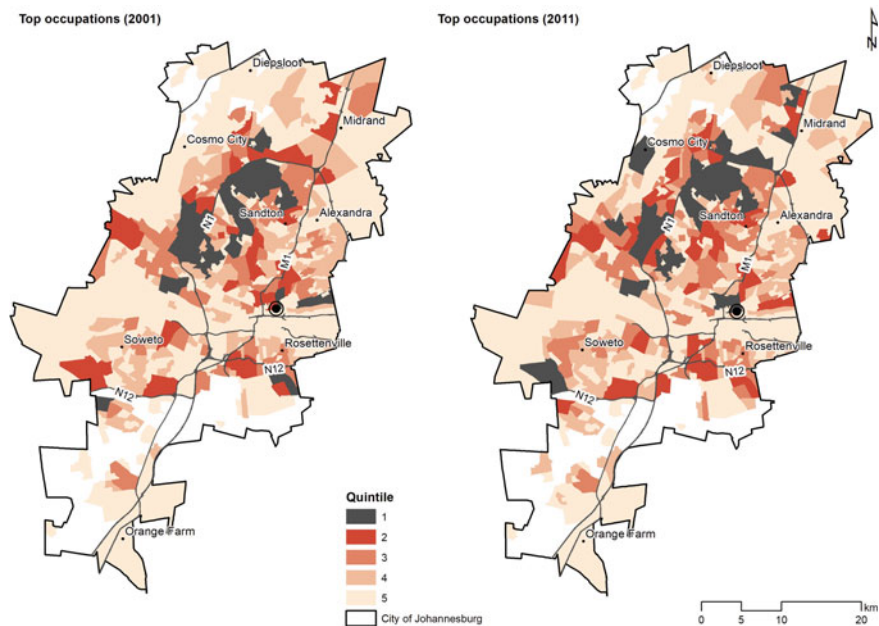 Top occupations (2001)
Diepsloot
Midrand
Cosmo City
N1
Sandton
Alexandra
M1
Soweto
Rosettenville
N12
N12
Orange Farm
Quintile
1
2
3
4
5
City of Johannesburg
Top occupations (2011)
N
Diepsloot
Midrand
Cosmo City
N1
Sandton
Alexandra
M1
Soweto
Rosettenville
N12
N12
Orange Farm
km
0 5 10 20